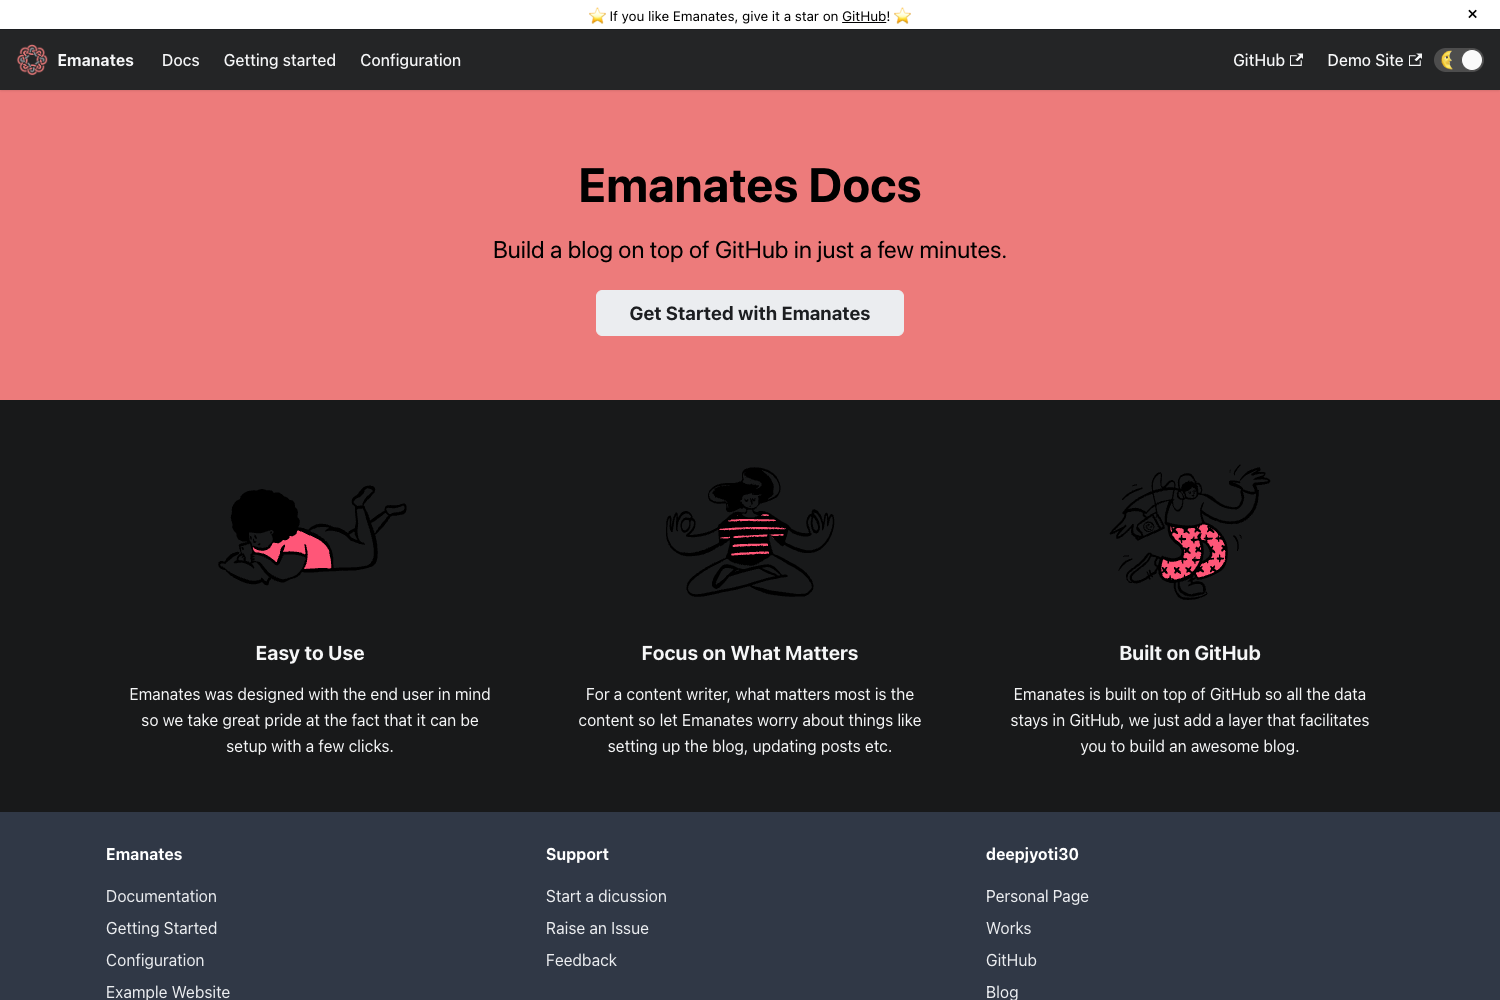 ⭐️ If you like Emanates, give it a star on GitHub! ⭐️ ×
Emanates Docs Getting started Configuration GitHub Demo Site
Emanates Docs
Build a blog on top of GitHub in just a few minutes.
Get Started with Emanates
Easy to Use
Emanates was designed with the end user in mind
so we take great pride at the fact that it can be
setup with a few clicks.
Focus on What Matters
For a content writer, what matters most is the
content so let Emanates worry about things like
setting up the blog, updating posts etc.
Built on GitHub
Emanates is built on top of GitHub so all the data
stays in GitHub, we just add a layer that facilitates
you to build an awesome blog.
Emanates
Documentation
Getting Started
Configuration
Example Website
Support
Start a dicussion
Raise an Issue
Feedback
deepjyoti30
Personal Page
Works
GitHub
Blog